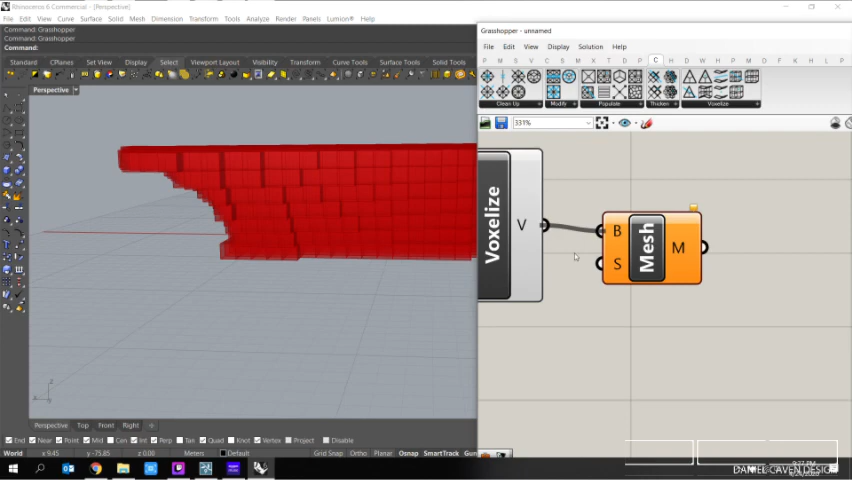 Rhinoceros 6 Commercial - [Perspective]
File Edit View Curve Surface Solid Mesh Dimension Transform Tools Analyze Render Panels Lumion® Help
Command: Grasshopper
Command: Grasshopper
Command:
Standard CPlanes Set View Display Select Viewport Layout Visibility Transform Curve Tools Surface Tools Solid Tools
Perspective
Grasshopper - unnamed
File Edit View Display Solution Help
Clean Up Modify Populate Thicken Voxelize
331%
Voxelize V
B S Mesh M
z x
Perspective Top Front Right
End Near Point Mid Cen Int Perp Tan Quad Knot Vertex Project Disable
World x 9.45 y -75.85 z 0.00 Meters Default Grid Snap Ortho Planar Osnap SmartTrack Gum
DANIEL CAVEN DESIGN